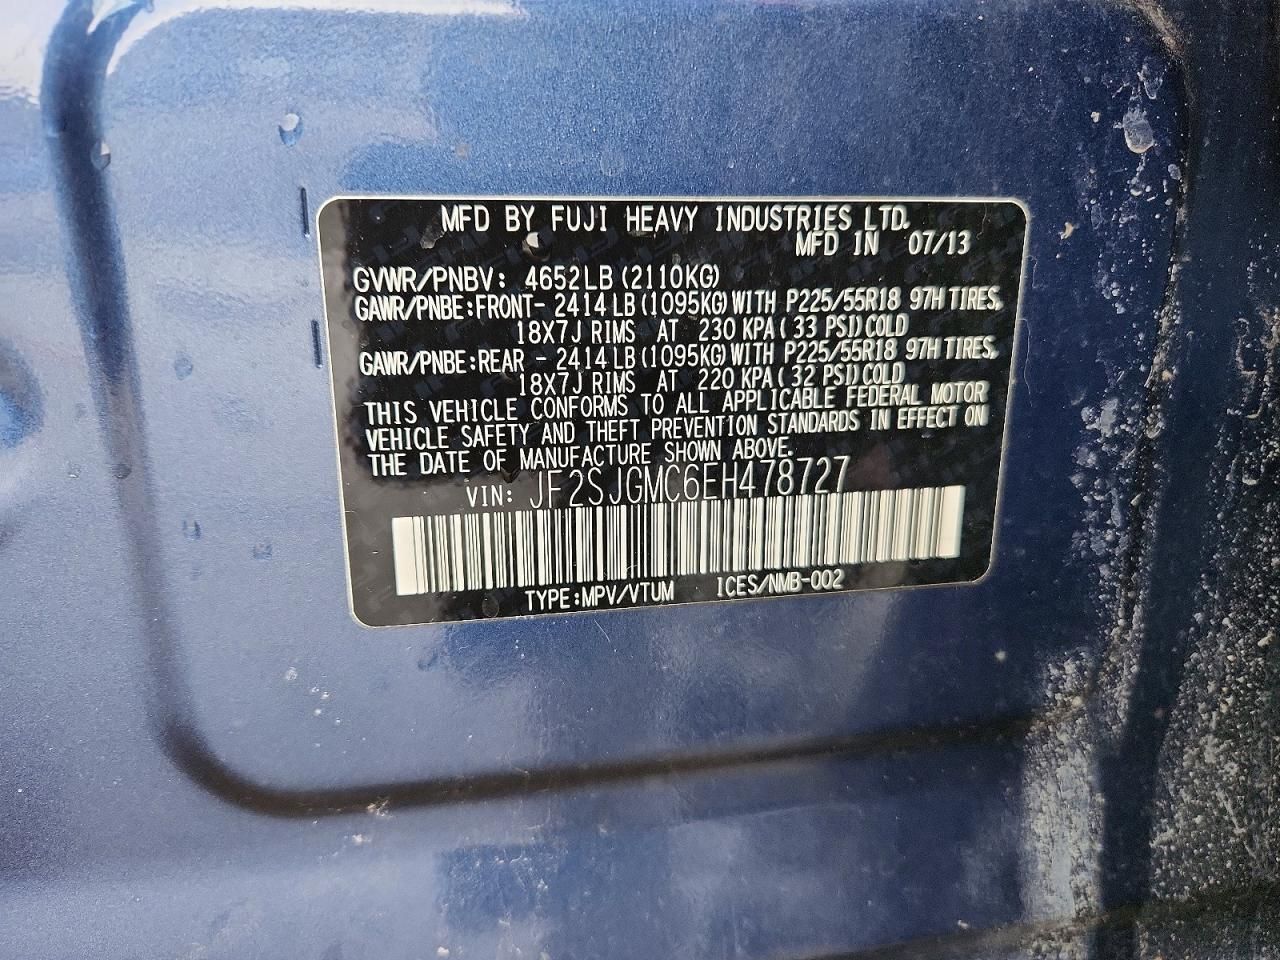 MFD BY FUJI HEAVY INDUSTRIES LTD.
MFD IN 07/13
GVWR/PNBV: 4652LB (2110KG)
GAWR/PNBE:FRONT- 2414 LB (1095KG) WITH P225/55R18 97H TIRES,
18X7J RIMS AT 230 KPA ( 33 PSI) COLD
GAWR/PNBE:REAR - 2414 LB (1095KG) WITH P225/55R18 97H TIRES,
18X7J RIMS AT 220 KPA ( 32 PSI) COLD
THIS VEHICLE CONFORMS TO ALL APPLICABLE FEDERAL MOTOR
VEHICLE SAFETY AND THEFT PREVENTION STANDARDS IN EFFECT ON
THE DATE OF MANUFACTURE SHOWN ABOVE.
VIN: JF2SJGMC6EH478727
TYPE:MPV/VTUM ICES/NMB-002